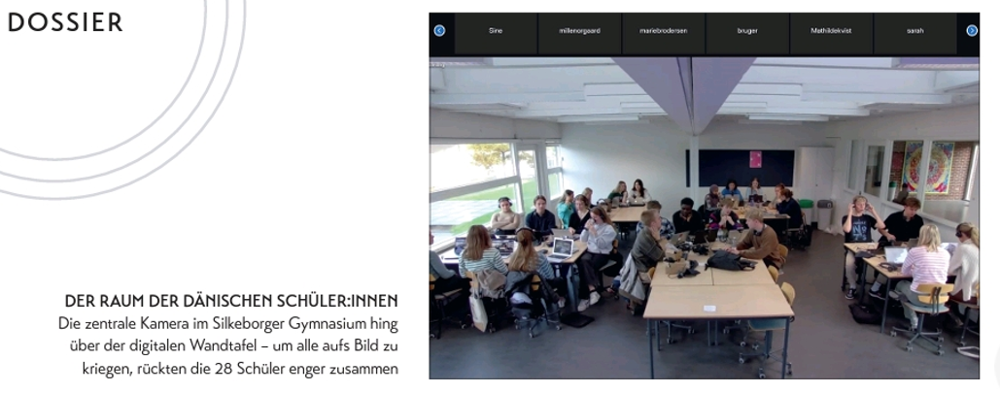 DOSSIER
Sine
millenorgaard
mariebrodersen
bruger
Mathildekvist
sarah
DER RAUM DER DÄNISCHEN SCHÜLER:INNEN
Die zentrale Kamera im Silkeborger Gymnasium hing
über der digitalen Wandtafel – um alle aufs Bild zu
kriegen, rückten die 28 Schüler enger zusammen